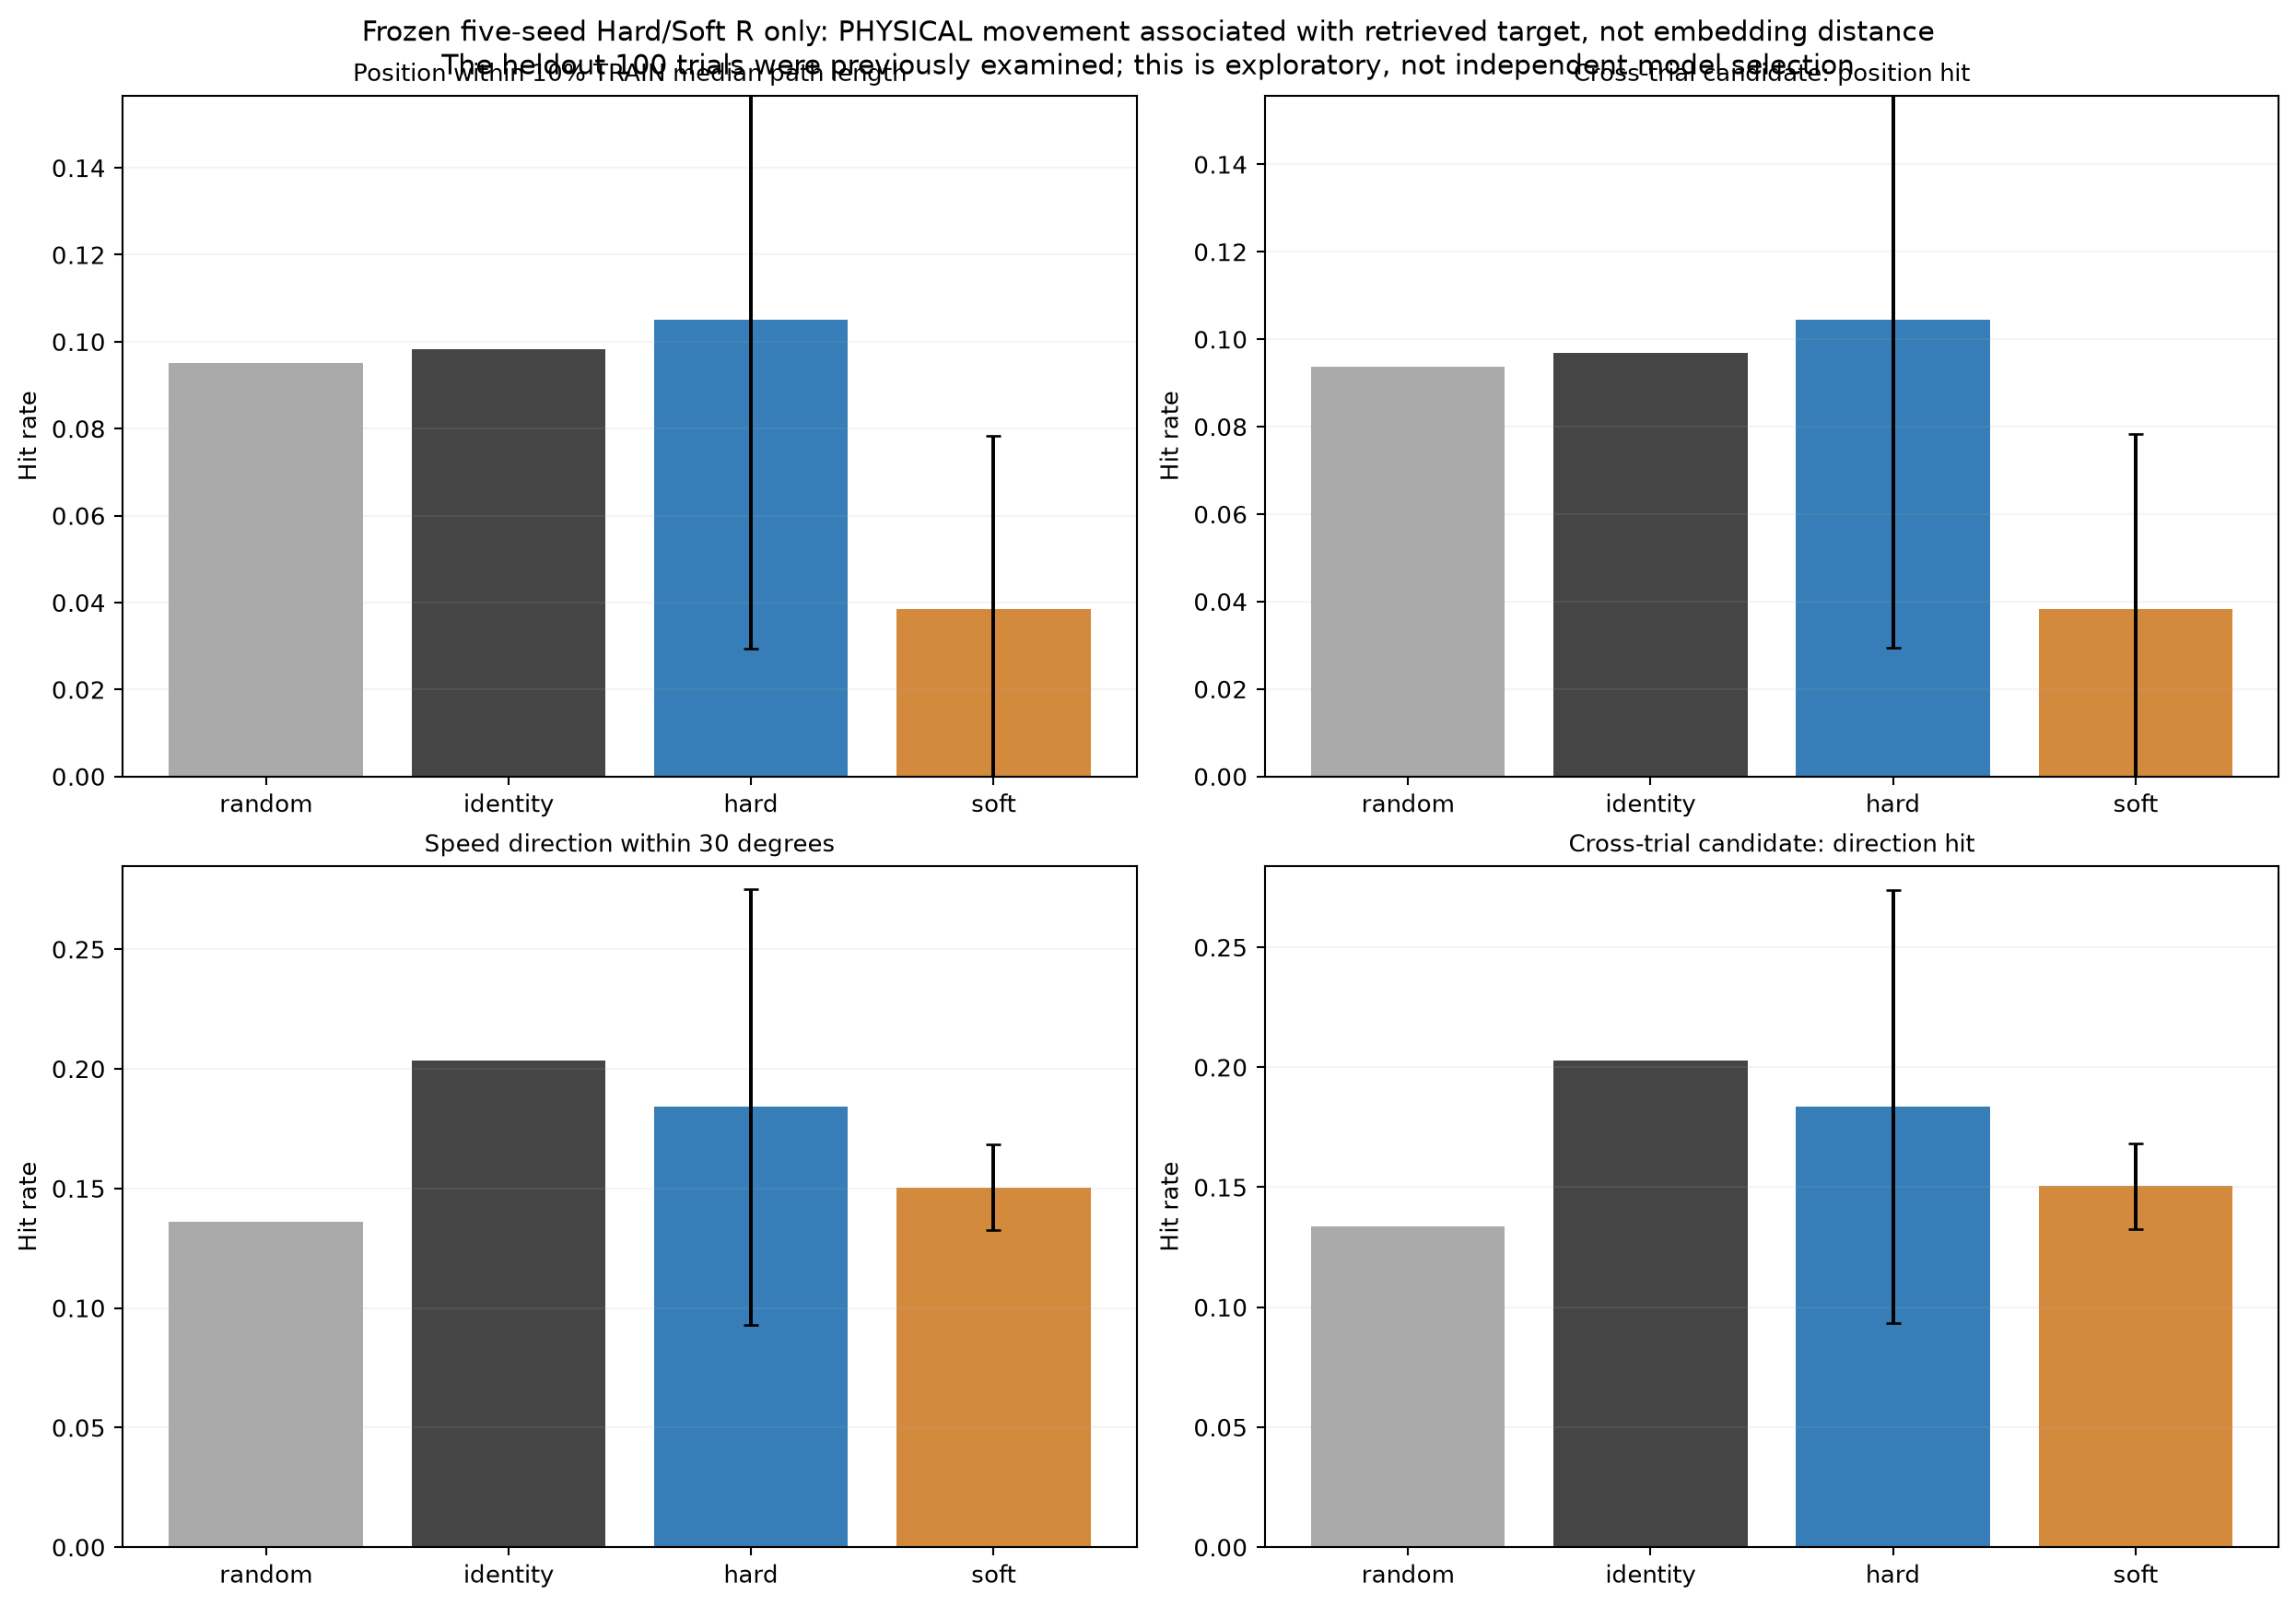 Frozen five-seed Hard/Soft R only: PHYSICAL movement associated with retrieved target, not embedding distance
The heldout 100 trials were previously examined; this is exploratory, not independent model selection
Position within 10% TRAIN median path length
Hit rate
0.14
0.12
0.10
0.08
0.06
0.04
0.02
0.00
random identity hard soft
Cross-trial candidate: position hit
Hit rate
0.14
0.12
0.10
0.08
0.06
0.04
0.02
0.00
random identity hard soft
Speed direction within 30 degrees
Hit rate
0.25
0.20
0.15
0.10
0.05
0.00
random identity hard soft
Cross-trial candidate: direction hit
Hit rate
0.25
0.20
0.15
0.10
0.05
0.00
random identity hard soft